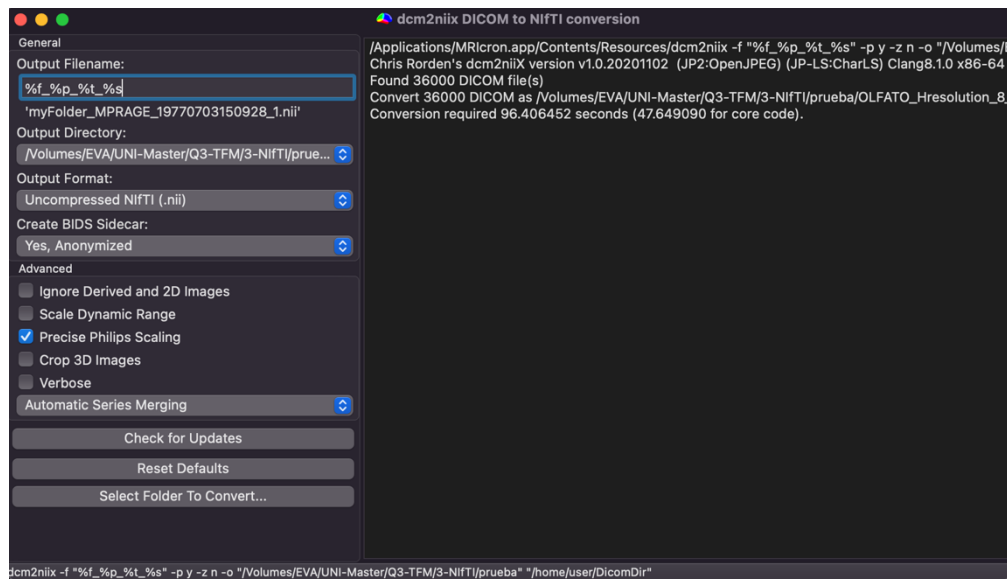 dcm2niix DICOM to NIfTI conversion
General
Output Filename:
%f_%p_%t_%s
'myFolder_MPRAGE_19770703150928_1.nii'
Output Directory:
/Volumes/EVA/UNI-Master/Q3-TFM/3-NIfTI/prue...
Output Format:
Uncompressed NIfTI (.nii)
Create BIDS Sidecar:
Yes, Anonymized
Advanced
Ignore Derived and 2D Images
Scale Dynamic Range
Precise Philips Scaling
Crop 3D Images
Verbose
Automatic Series Merging
Check for Updates
Reset Defaults
Select Folder To Convert...
/Applications/MRIcron.app/Contents/Resources/dcm2niix -f "%f_%p_%t_%s" -p y -z n -o "/Volumes/
Chris Rorden's dcm2niiX version v1.0.20201102 (JP2:OpenJPEG) (JP-LS:CharLS) Clang8.1.0 x86-64
Found 36000 DICOM file(s)
Convert 36000 DICOM as /Volumes/EVA/UNI-Master/Q3-TFM/3-NIfTI/prueba/OLFATO_Hresolution_8_
Conversion required 96.406452 seconds (47.649090 for core code).
dcm2niix -f "%f_%p_%t_%s" -p y -z n -o "/Volumes/EVA/UNI-Master/Q3-TFM/3-NIfTI/prueba" "/home/user/DicomDir"